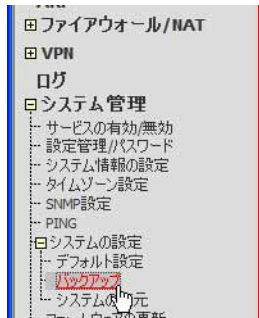 ファイアウォール/NAT
VPN
ログ
システム管理
サービスの有効/無効
設定管理/パスワード
システム情報の設定
タイムゾーン設定
SNMP設定
PING
システムの設定
デフォルト設定
バックアップ
システムの 元